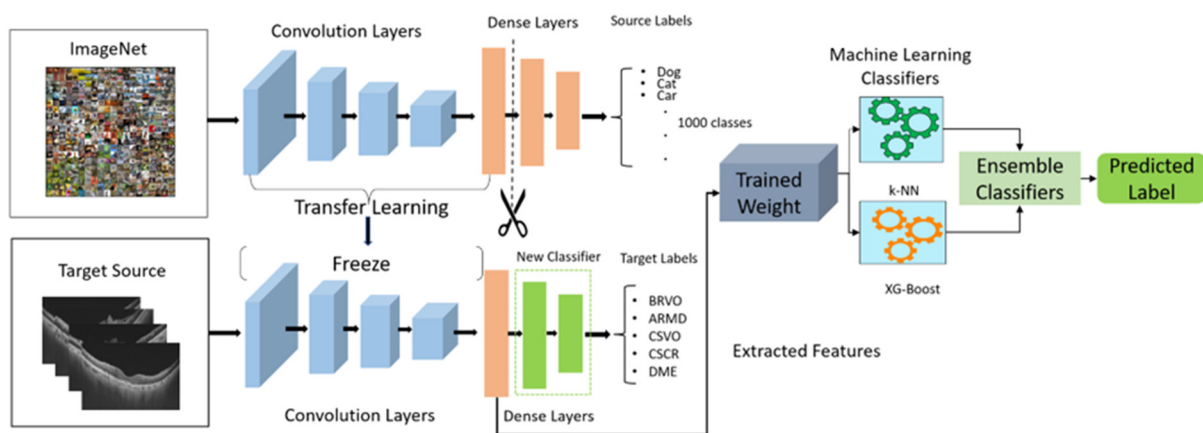 ImageNet
Convolution Layers
Dense Layers
Source Labels
• Dog
• Cat
• Car
.
. 1000 classes
.
Transfer Learning
Freeze
Target Source
New Classifier
Target Labels
• BRVO
• ARMD
• CSVO
• CSCR
• DME
Convolution Layers
Dense Layers
Trained
Weight
Extracted Features
Machine Learning
Classifiers
k-NN
XG-Boost
Ensemble
Classifiers
Predicted
Label